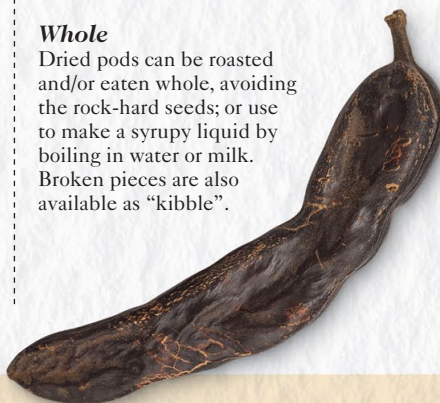 Whole
Dried pods can be roasted
and/or eaten whole, avoiding
the rock-hard seeds; or use
to make a syrupy liquid by
boiling in water or milk.
Broken pieces are also
available as “kibble”.